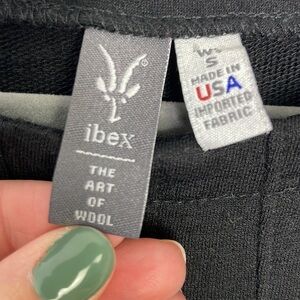 ibex
THE
ART
OF
WOOL
W's
S
MADE IN
USA
IMPORTED
FABRIC